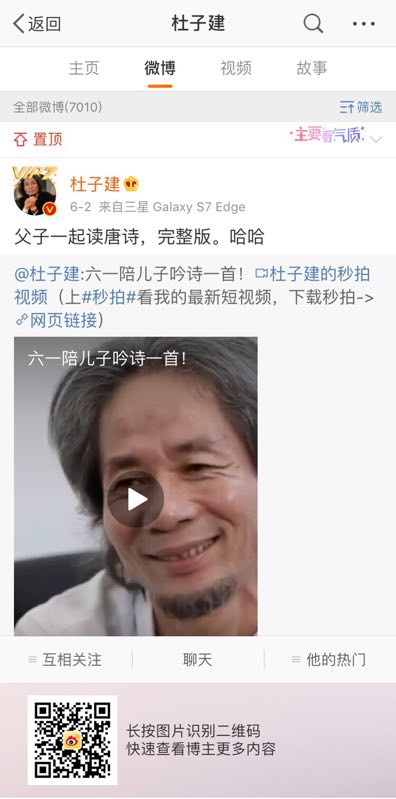 返回
杜子建
主页
微博
视频
故事
全部微博(7010)
筛选
置顶
·主要看气质·
杜子建
6-2 来自三星 Galaxy S7 Edge
父子一起读唐诗，完整版。哈哈
@杜子建:六一陪儿子吟诗一首！杜子建的秒拍
视频（上#秒拍#看我的最新短视频，下载秒拍->
网页链接）
六一陪儿子吟诗一首！
互相关注
聊天
他的热门
长按图片识别二维码
快速查看博主更多内容